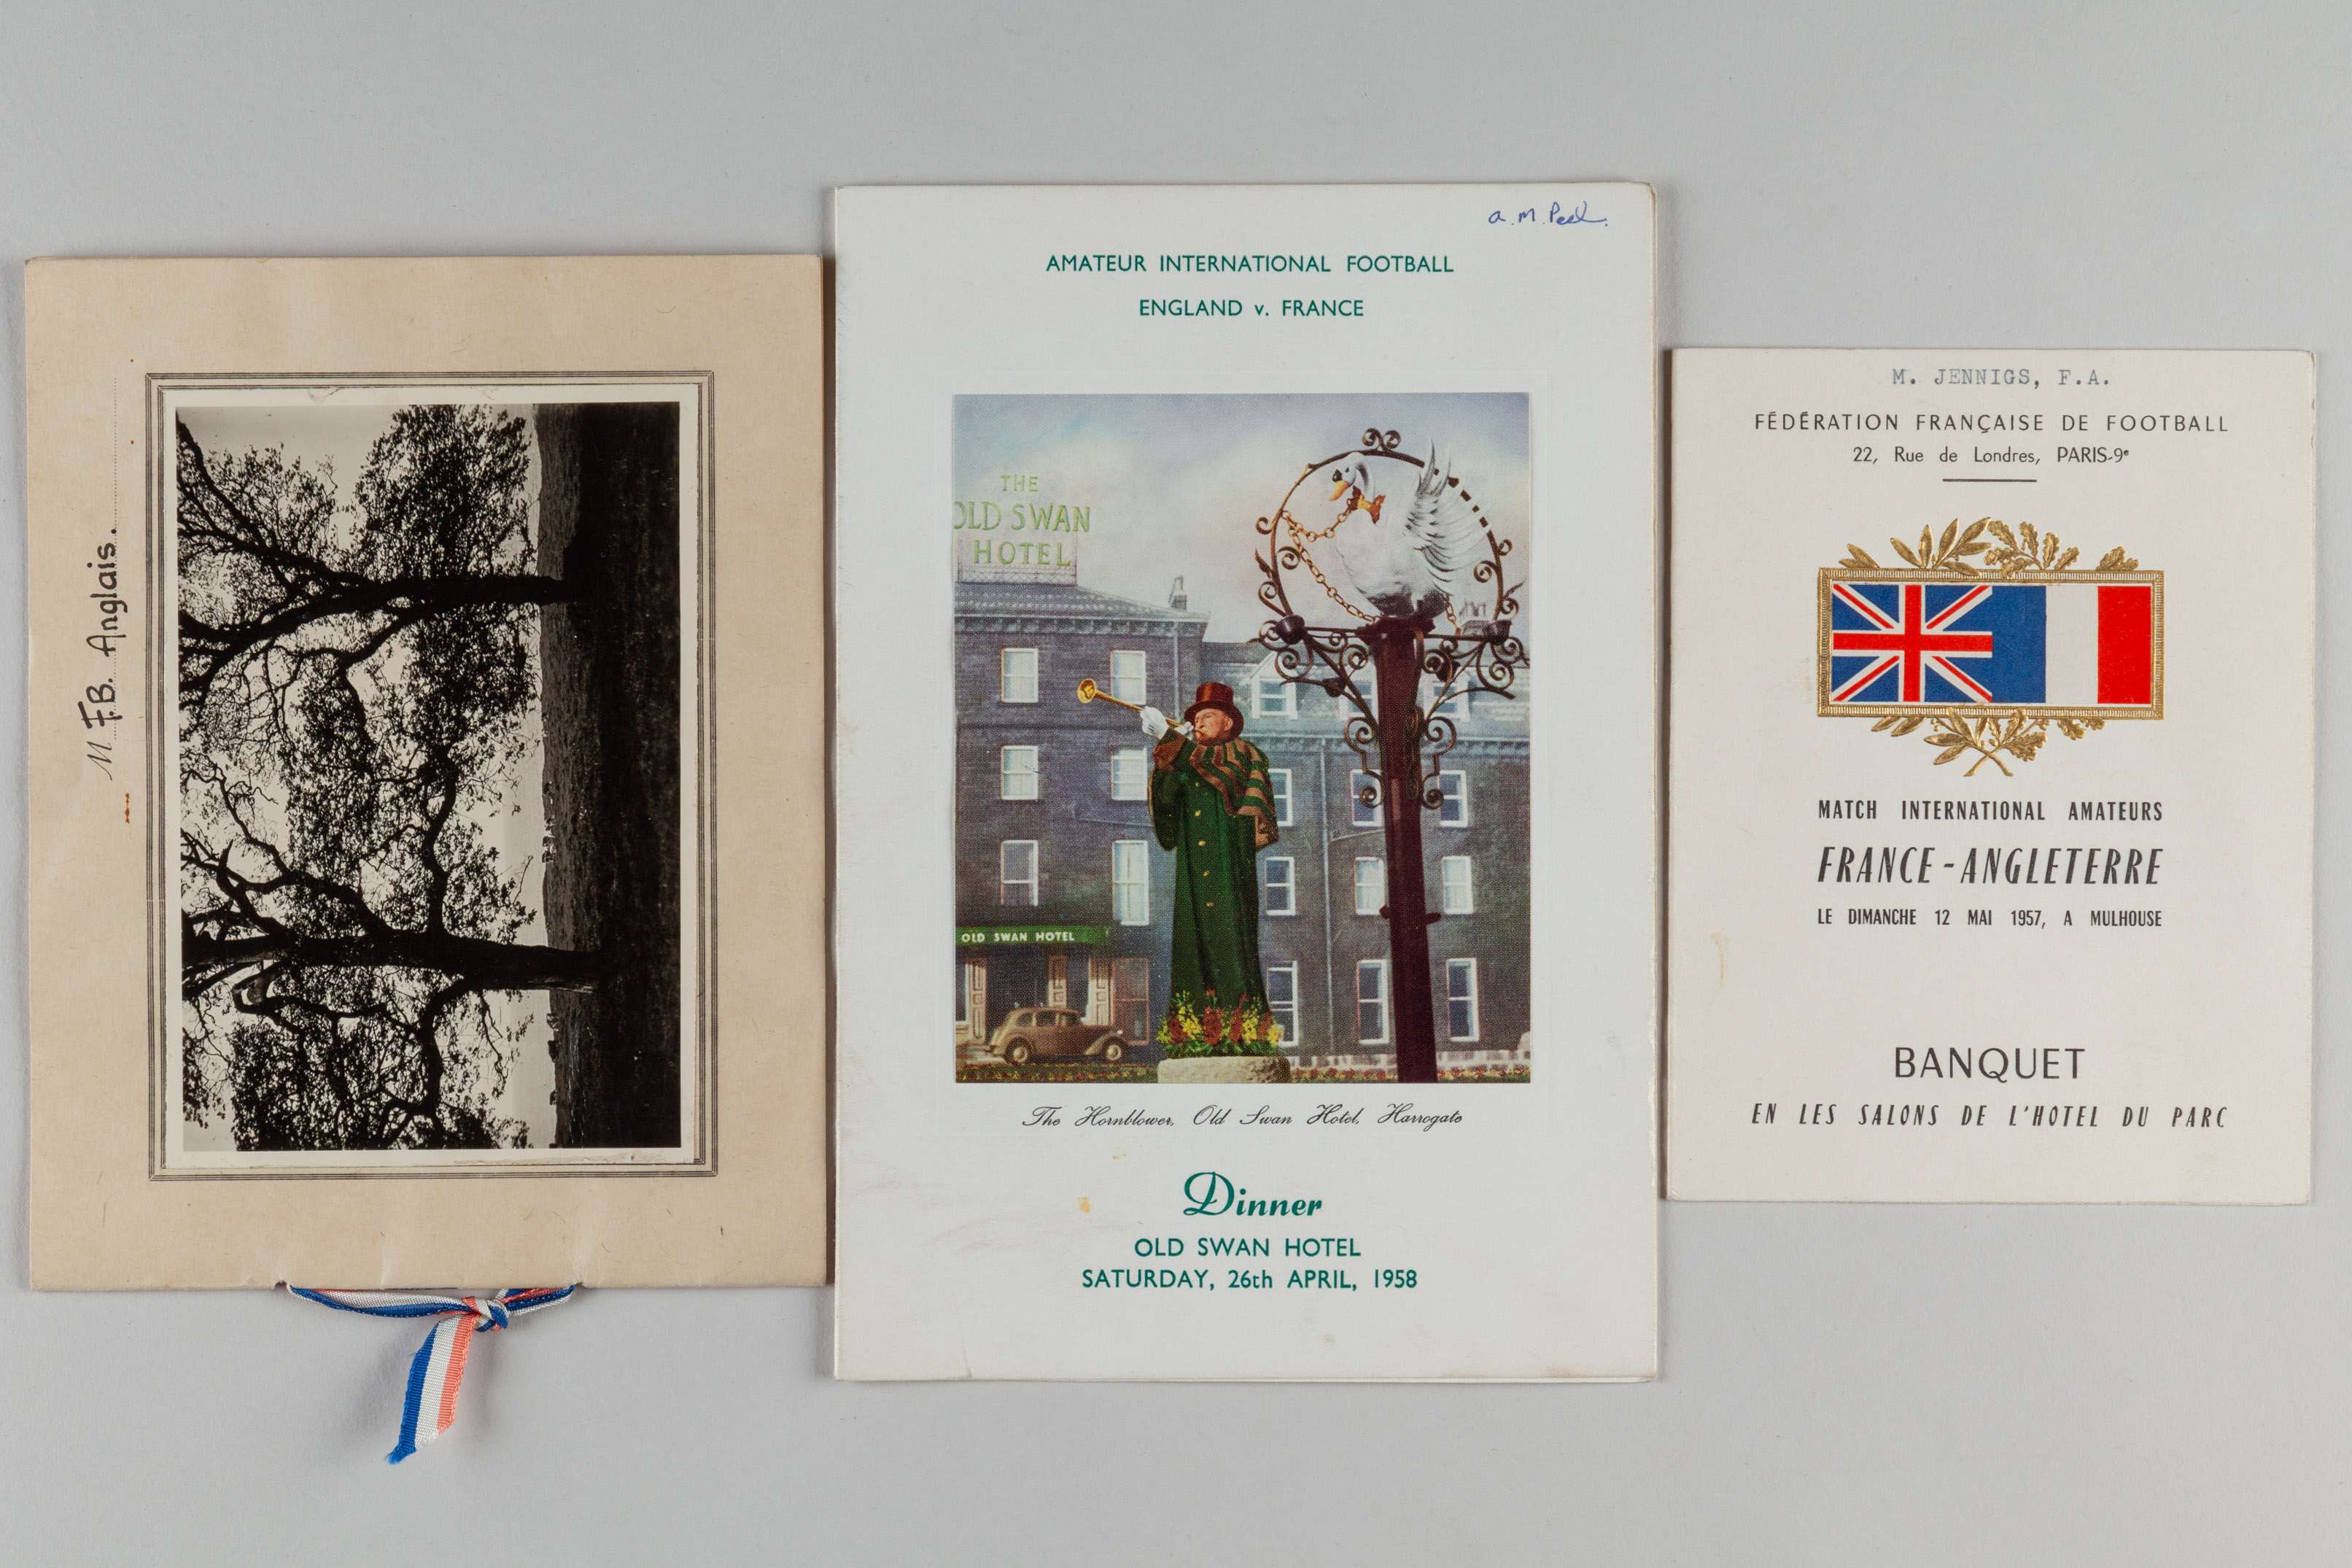 M F.B. Anglais.
a.m. Peel.
AMATEUR INTERNATIONAL FOOTBALL
ENGLAND v. FRANCE
THE
OLD SWAN
HOTEL
OLD SWAN HOTEL
The Hornblower, Old Swan Hotel, Harrogate
Dinner
OLD SWAN HOTEL
SATURDAY, 26th APRIL, 1958
M. JENNIGS, F.A.
FÉDÉRATION FRANÇAISE DE FOOTBALL
22, Rue de Londres, PARIS-9e
MATCH INTERNATIONAL AMATEURS
FRANCE-ANGLETERRE
LE DIMANCHE 12 MAI 1957, A MULHOUSE
BANQUET
EN LES SALONS DE L'HOTEL DU PARC